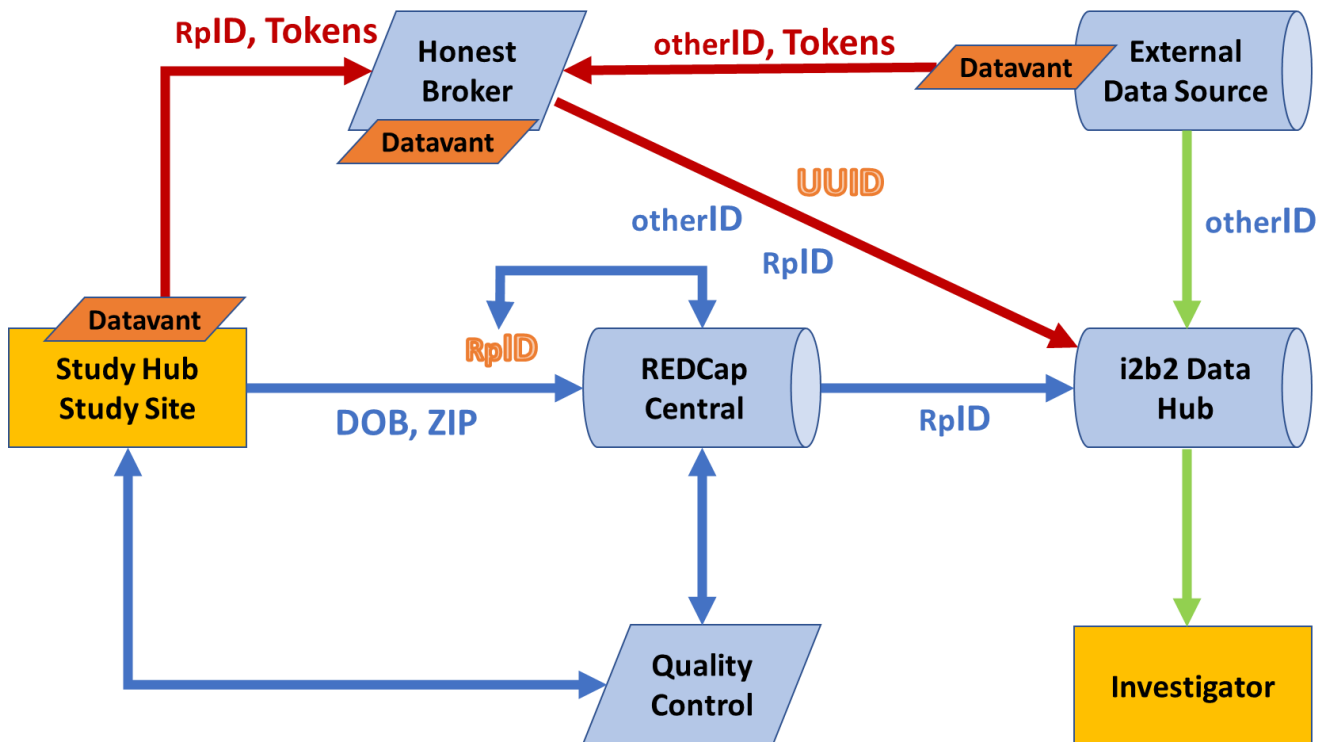 RpID, Tokens
Honest
Broker
Datavant
otherID, Tokens
Datavant
External
Data Source
UUID
otherID
RpID
otherID
Datavant
Study Hub
Study Site
RpID
DOB, ZIP
REDCap
Central
RpID
i2b2 Data
Hub
Quality
Control
Investigator